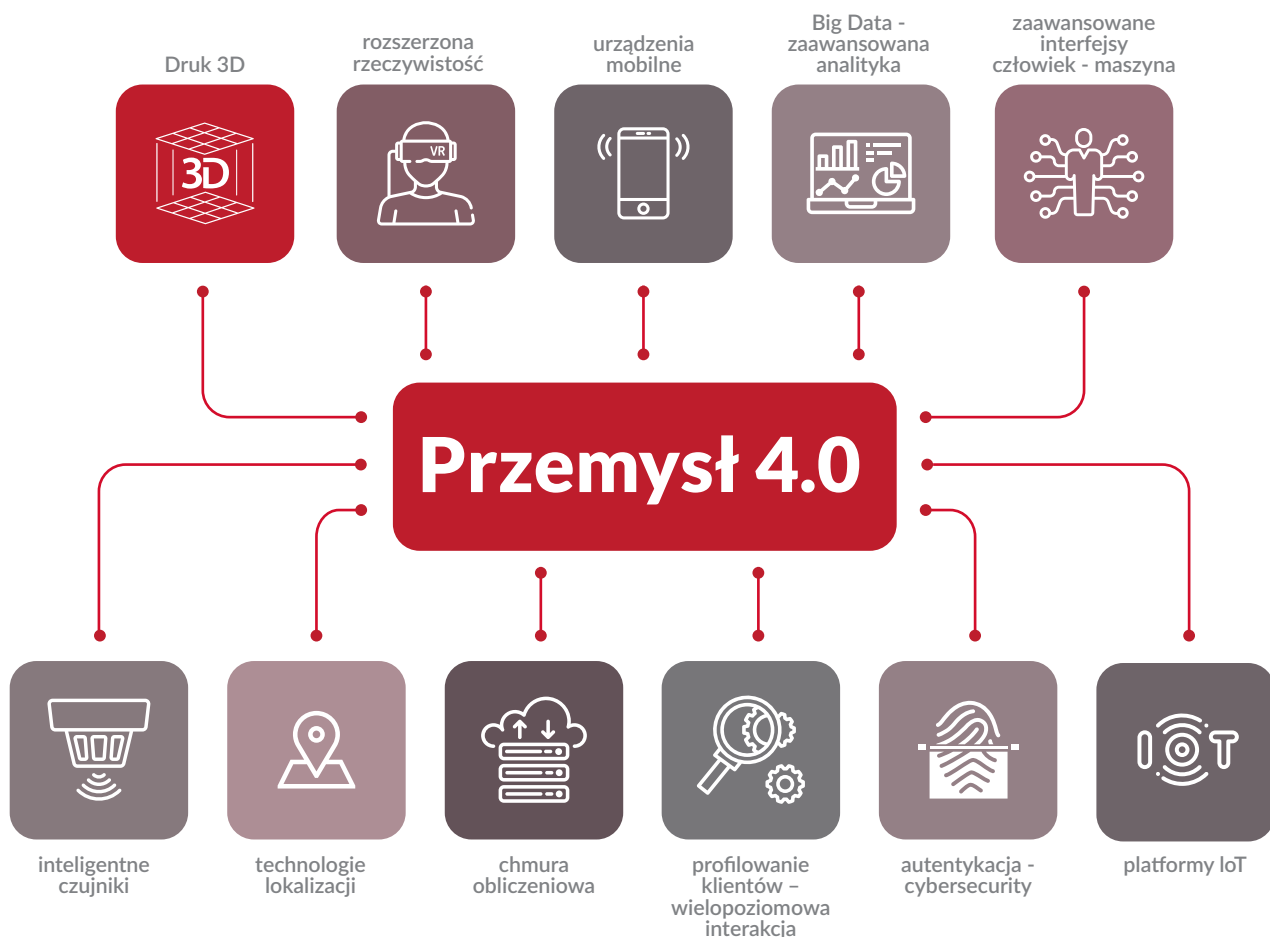 Druk 3D
rozszerzona
rzeczywistość
urządzenia
mobilne
Big Data -
zaawansowana
analityka
zaawansowane
interfejsy
człowiek - maszyna
3D
VR
Przemysł 4.0
IOT
inteligentne
czujniki
technologie
lokalizacji
chmura
obliczeniowa
profilowanie
klientów –
wielopoziomowa
interakcja
autentykacja -
cybersecurity
platformy IoT